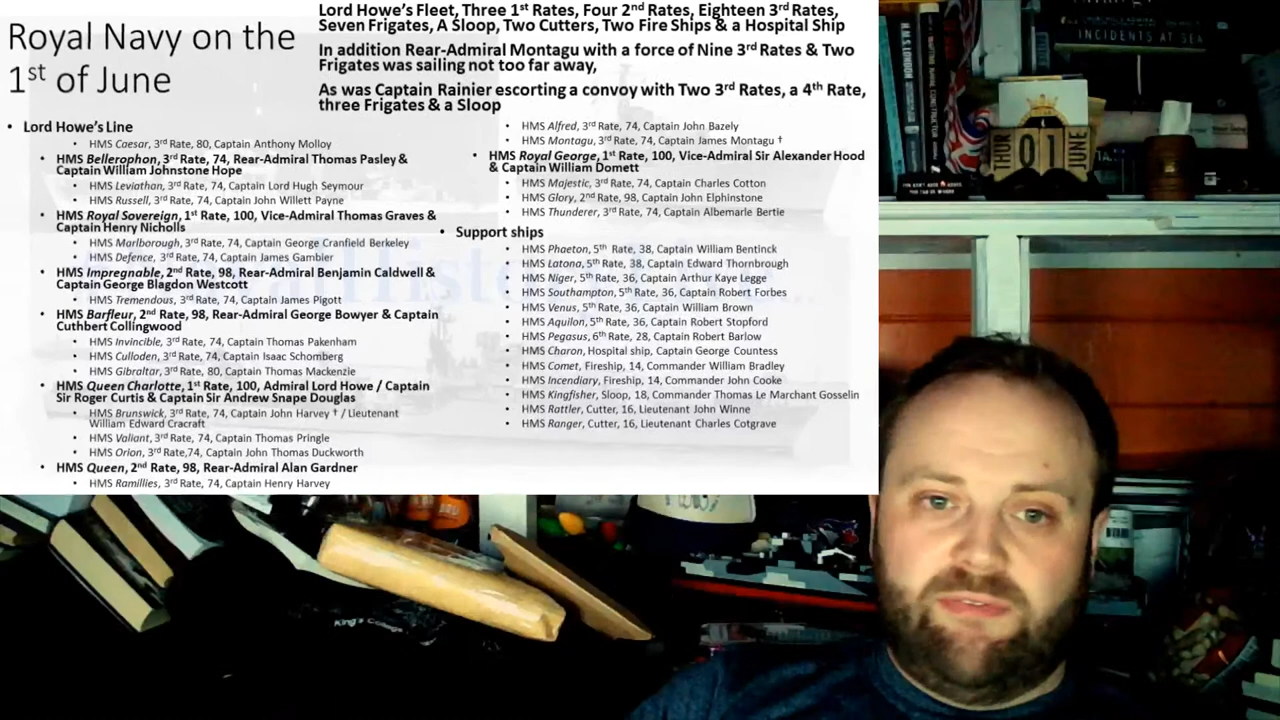 Royal Navy on the
1st of June
Lord Howe's Fleet, Three 1st Rates, Four 2nd Rates, Eighteen 3rd Rates,
Seven Frigates, A Sloop, Two Cutters, Two Fire Ships & a Hospital Ship
In addition Rear-Admiral Montagu with a force of Nine 3rd Rates & Two
Frigates was sailing not too far away,
As was Captain Rainier escorting a convoy with Two 3rd Rates, a 4th Rate,
three Frigates & a Sloop
• Lord Howe's Line
• HMS Caesar, 3rd Rate, 80, Captain Anthony Molloy
• HMS Bellerophon, 3rd Rate, 74, Rear-Admiral Thomas Pasley &
Captain William Johnstone Hope
• HMS Leviathan, 3rd Rate, 74, Captain Lord Hugh Seymour
• HMS Russell, 3rd Rate, 74, Captain John Willett Payne
• HMS Royal Sovereign, 1st Rate, 100, Vice-Admiral Thomas Graves &
Captain Henry Nicholls
• HMS Marlborough, 3rd Rate, 74, Captain George Cranfield Berkeley
• HMS Defence, 3rd Rate, 74, Captain James Gambier
• HMS Impregnable, 2nd Rate, 98, Rear-Admiral Benjamin Caldwell &
Captain George Blagdon Westcott
• HMS Tremendous, 3rd Rate, 74, Captain James Pigott
• HMS Barfleur, 2nd Rate, 98, Rear-Admiral George Bowyer & Captain
Cuthbert Collingwood
• HMS Invincible, 3rd Rate, 74, Captain Thomas Pakenham
• HMS Culloden, 3rd Rate, 74, Captain Isaac Schomberg
• HMS Gibraltar, 3rd Rate, 80, Captain Thomas Mackenzie
• HMS Queen Charlotte, 1st Rate, 100, Admiral Lord Howe / Captain
Sir Roger Curtis & Captain Sir Andrew Snape Douglas
• HMS Brunswick, 3rd Rate, 74, Captain John Harvey † / Lieutenant
William Edward Cracraft
• HMS Valiant, 3rd Rate, 74, Captain Thomas Pringle
• HMS Orion, 3rd Rate,74, Captain John Thomas Duckworth
• HMS Queen, 2nd Rate, 98, Rear-Admiral Alan Gardner
• HMS Ramillies, 3rd Rate, 74, Captain Henry Harvey
• HMS Alfred, 3rd Rate, 74, Captain John Bazely
• HMS Montagu, 3rd Rate, 74, Captain James Montagu †
• HMS Royal George, 1st Rate, 100, Vice-Admiral Sir Alexander Hood
& Captain William Domett
• HMS Majestic, 3rd Rate, 74, Captain Charles Cotton
HMS Glory, 2nd Rate, 98, Captain John Elphinstone
• HMS Thunderer, 3rd Rate, 74, Captain Albemarle Bertie
• Support ships
• HMS Phaeton, 5th Rate, 38, Captain William Bentinck
• HMS Latona, 5th Rate, 38, Captain Edward Thornbrough
• HMS Niger, 5th Rate, 36, Captain Arthur Kaye Legge
• HMS Southampton, 5th Rate, 36, Captain Robert Forbes
• HMS Venus, 5th Rate, 36, Captain William Brown
• HMS Aquilon, 5th Rate, 36, Captain Robert Stopford
• HMS Pegasus, 6th Rate, 28, Captain Robert Barlow
• HMS Charon, Hospital ship, Captain George Countess
• HMS Comet, Fireship, 14, Commander William Bradley
• HMS Incendiary, Fireship, 14, Commander John Cooke
• HMS Kingfisher, Sloop, 18, Commander Thomas Le Marchant Gosselin
• HMS Rattler, Cutter, 16, Lieutenant John Winne
• HMS Ranger, Cutter, 16, Lieutenant Charles Cotgrave
INCIDENTS AT SEA
THUR 01 JUNE
King's College